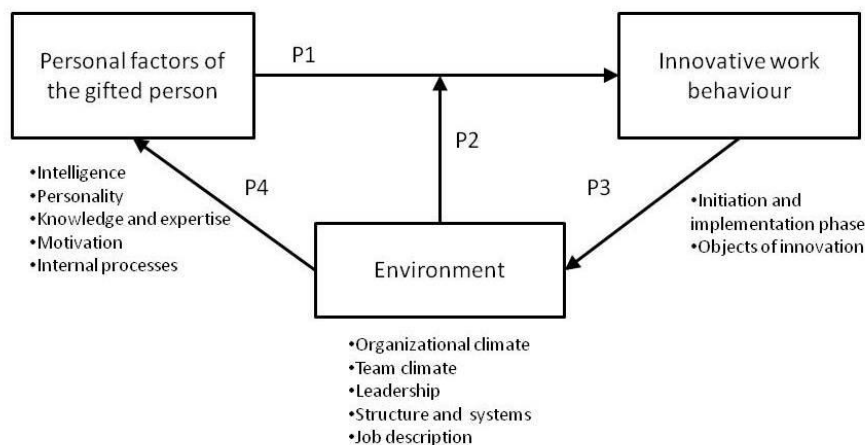 Personal factors of
the gifted person
P1
Innovative work
behaviour
P2
P4
P3
•Intelligence
•Personality
•Knowledge and expertise
•Motivation
•Internal processes
•Initiation and
implementation phase
•Objects of innovation
Environment
•Organizational climate
•Team climate
•Leadership
•Structure and systems
•Job description